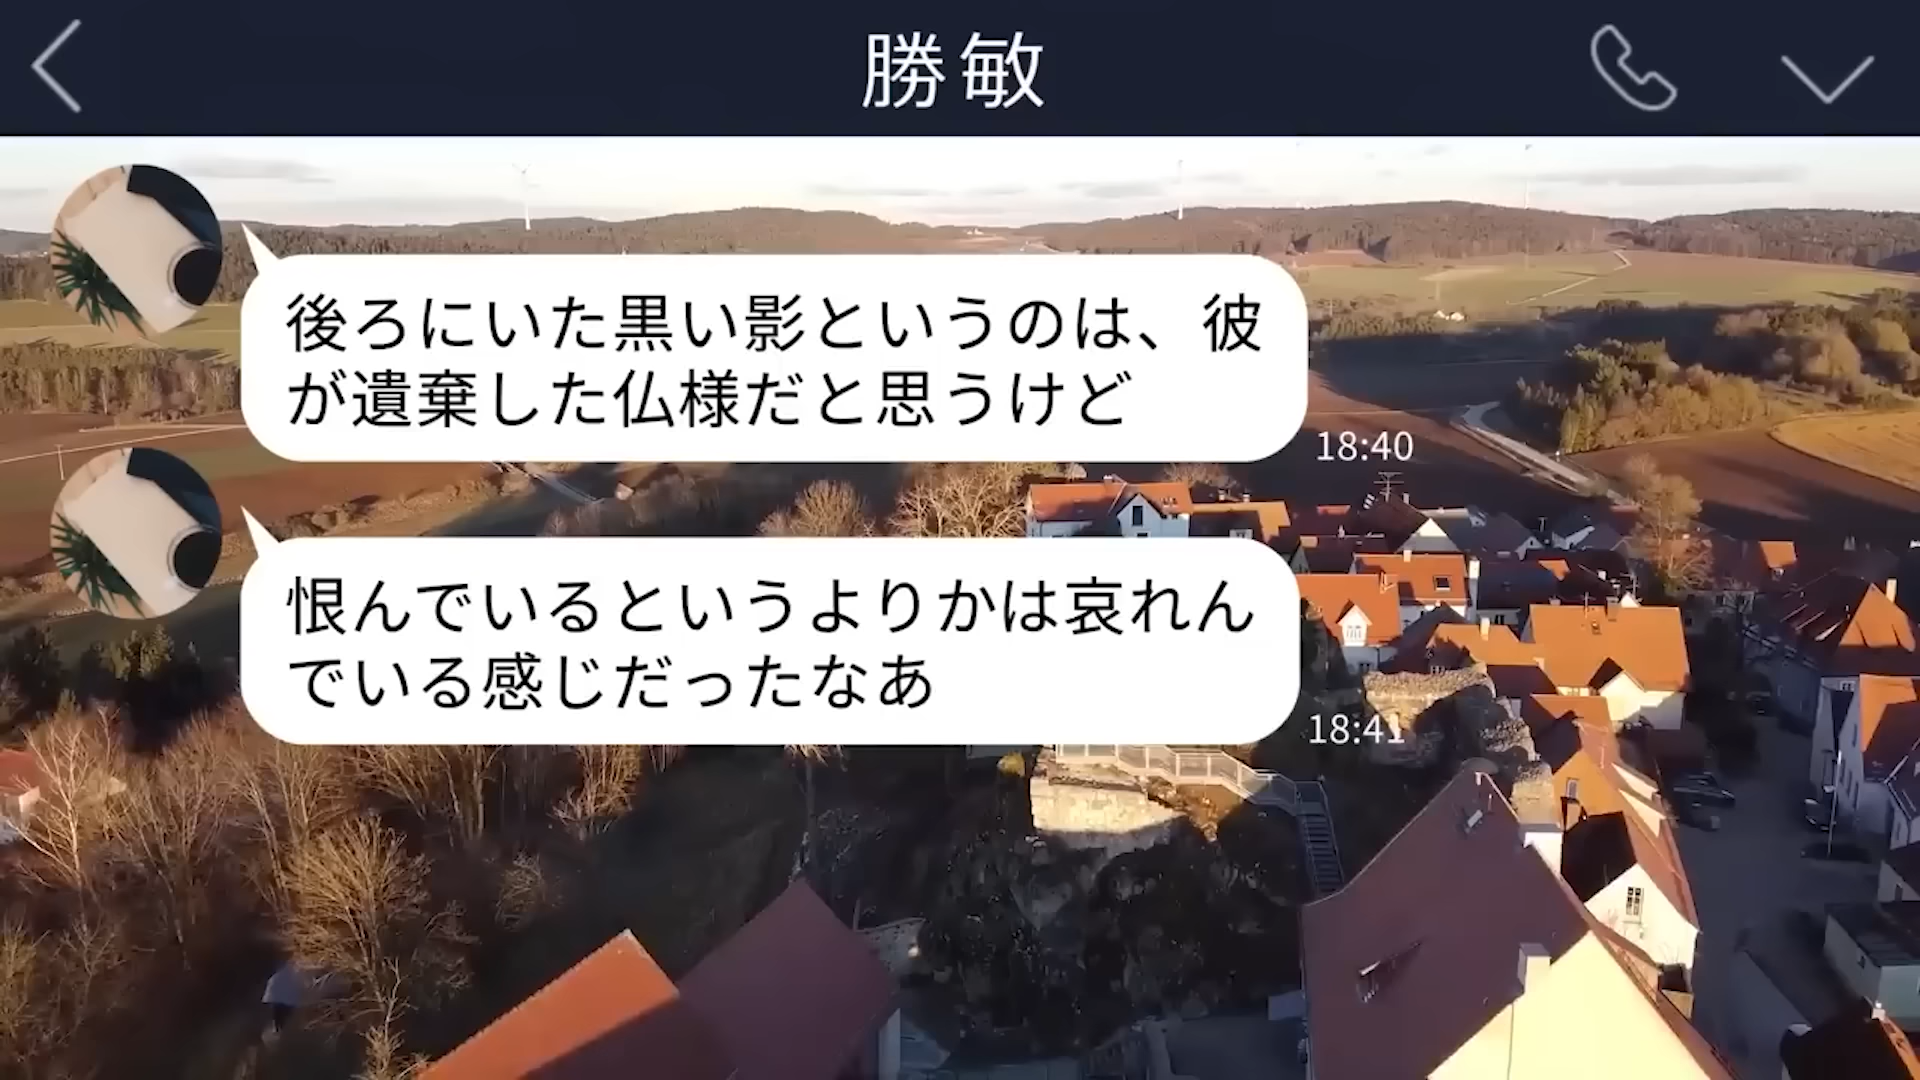 勝敏
後ろにいた黒い影というのは、彼
が遺棄した仏様だと思うけど
18:40
恨んでいるというよりかは哀れん
でいる感じだったなあ
18:41